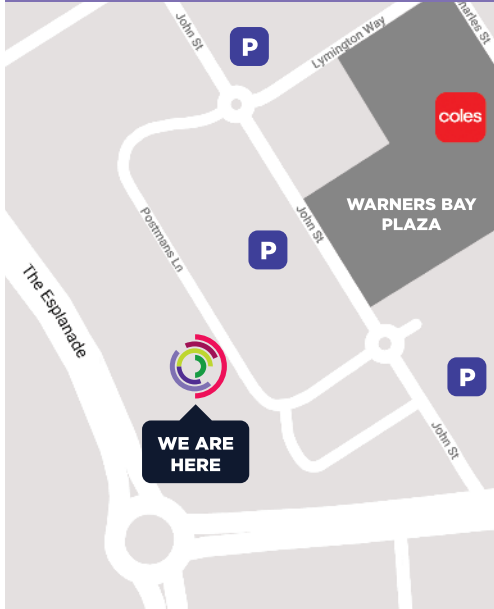 John St
P
Lymington Way
Charles St
coles
WARNERS BAY
PLAZA
Postmans Ln
John St
P
The Esplanade
P
WE ARE
HERE
John St